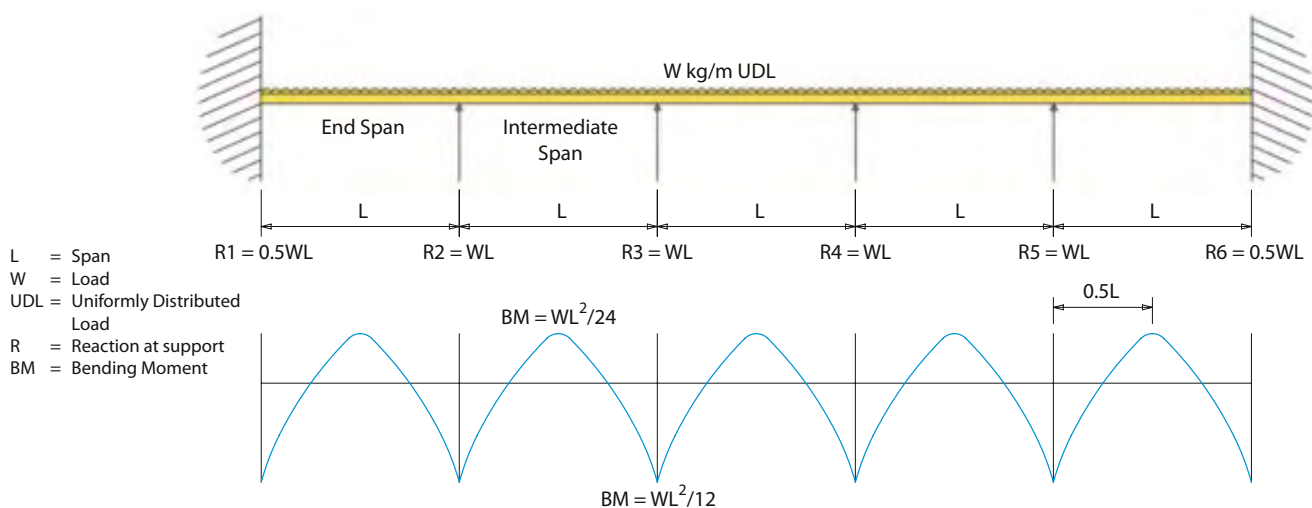 W kg/m UDL
End Span
Intermediate
Span
L
L
L
L
L
R1 = 0.5WL
R2 = WL
R3 = WL
R4 = WL
R5 = WL
R6 = 0.5WL
L = Span
W = Load
UDL = Uniformly Distributed
Load
R = Reaction at support
BM = Bending Moment
0.5L
BM = WL²/24
BM = WL²/12